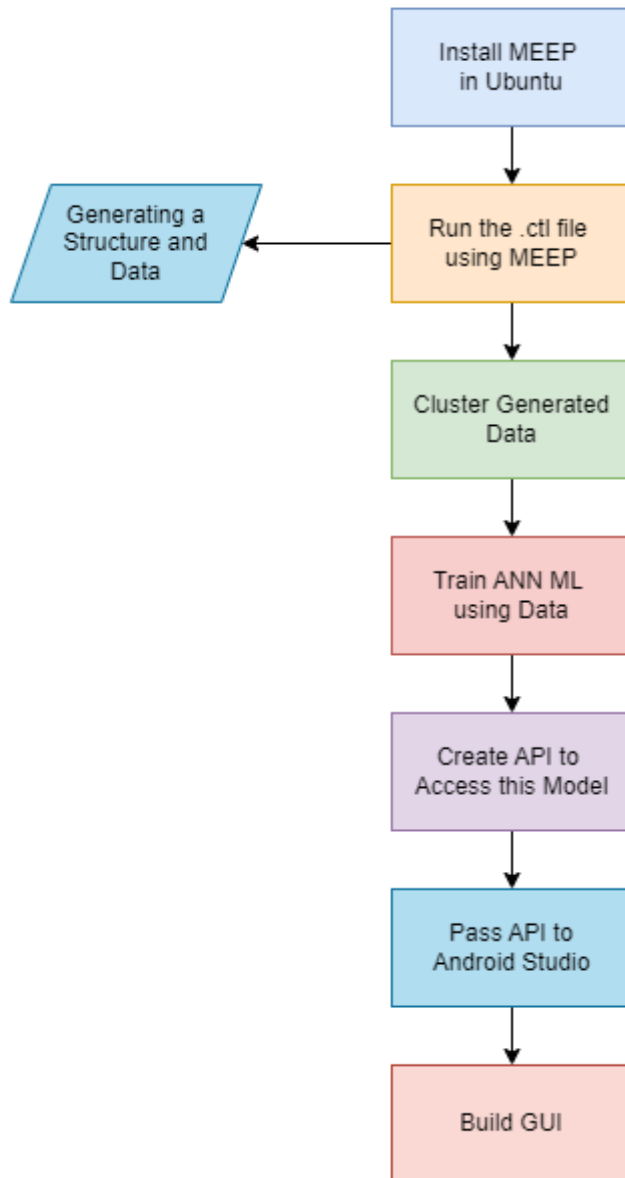 Install MEEP
in Ubuntu
Generating a
Structure and
Data
Run the .ctl file
using MEEP
Cluster Generated
Data
Train ANN ML
using Data
Create API to
Access this Model
Pass API to
Android Studio
Build GUI